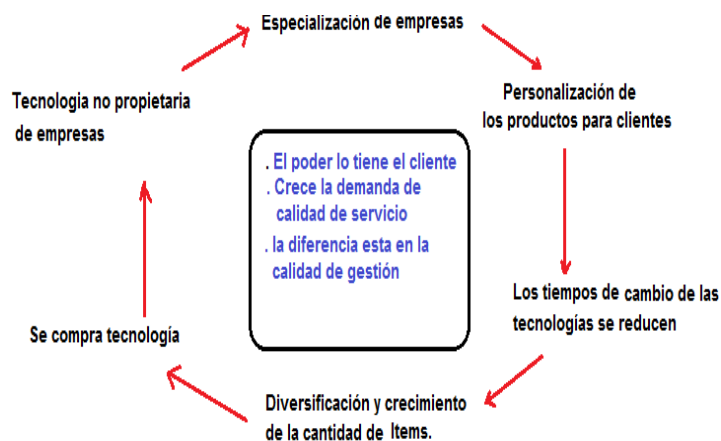 Especialización de empresas
Personalización de
los productos para clientes
Los tiempos de cambio de las
tecnologías se reducen
Diversificación y crecimiento
de la cantidad de Items.
Se compra tecnología
Tecnologia no propietaria
de empresas
. El poder lo tiene el cliente
. Crece la demanda de
calidad de servicio
. la diferencia esta en la
calidad de gestión